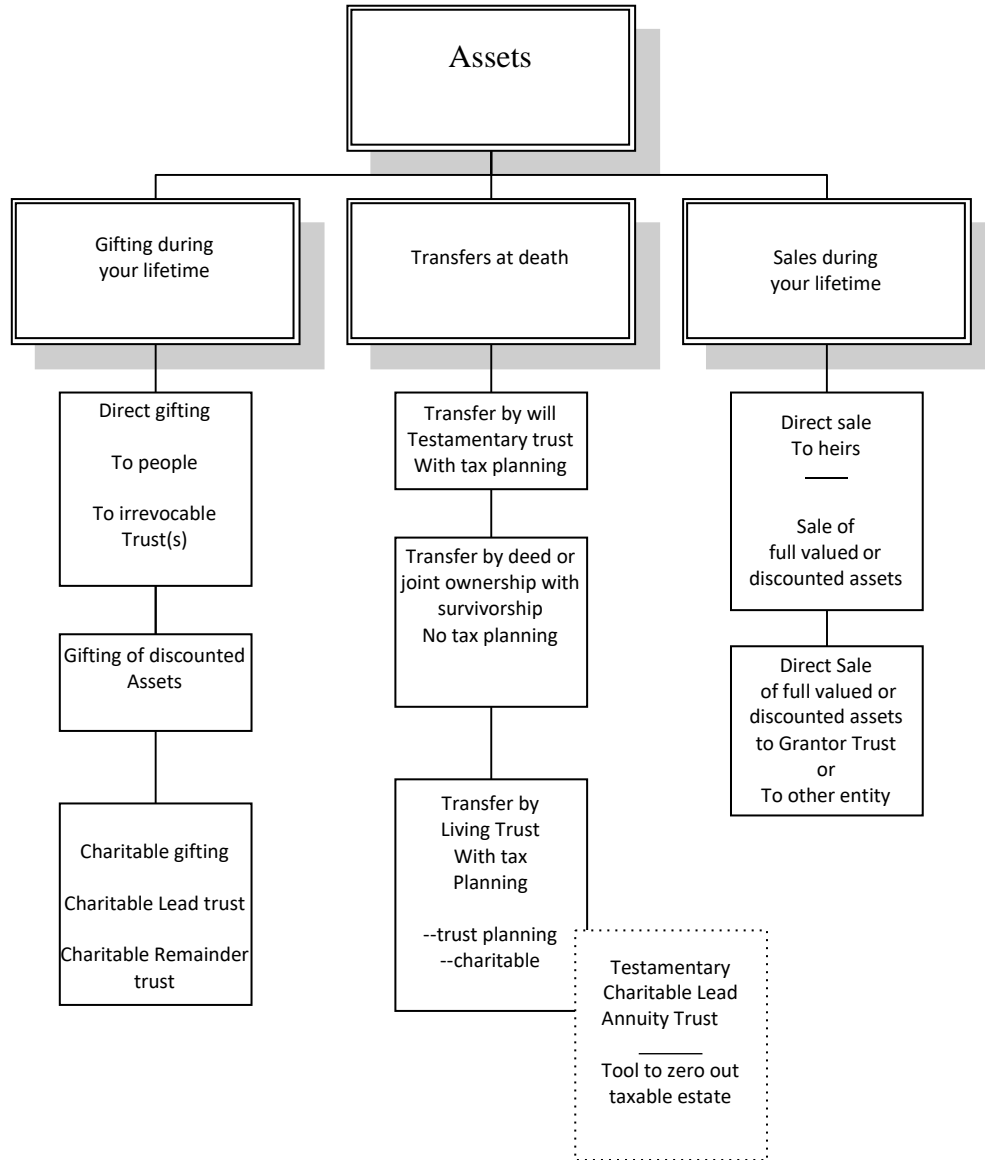 Assets
Gifting during
your lifetime
Transfers at death
Sales during
your lifetime
Direct gifting
To people
To irrevocable
Trust(s)
Gifting of discounted
Assets
Charitable gifting
Charitable Lead trust
Charitable Remainder
trust
Transfer by will
Testamentary trust
With tax planning
Transfer by deed or
joint ownership with
survivorship
No tax planning
Transfer by
Living Trust
With tax
Planning
--trust planning
--charitable
Testamentary
Charitable Lead
Annuity Trust
Tool to zero out
taxable estate
Direct sale
To heirs
Sale of
full valued or
discounted assets
Direct Sale
of full valued or
discounted assets
to Grantor Trust
or
To other entity